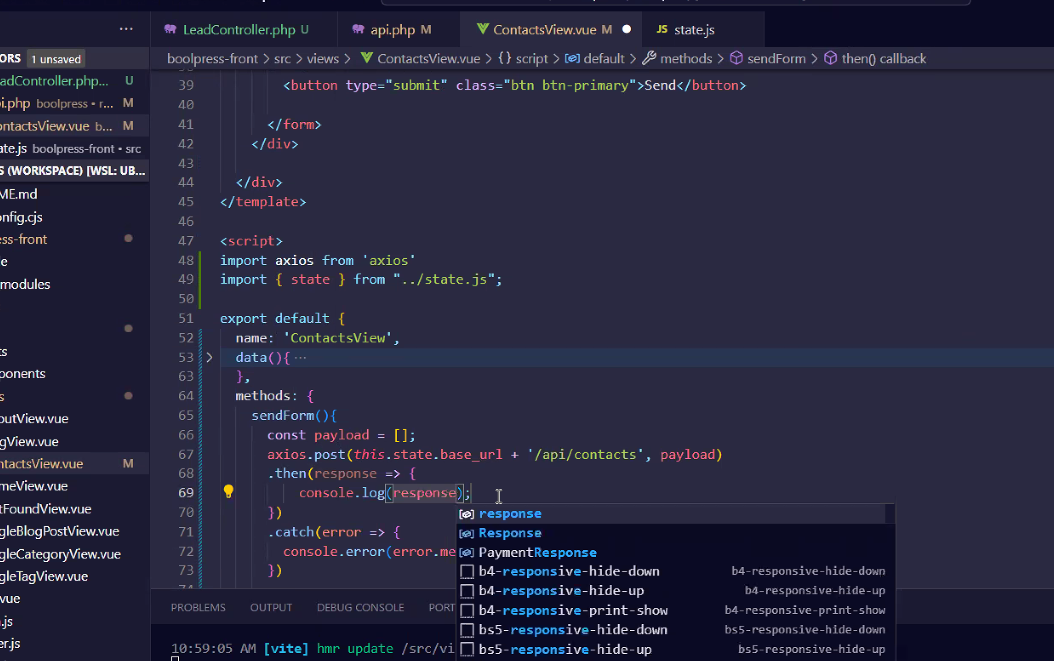 LeadController.php U
api.php M
ContactsView.vue M
JS state.js
ORS 1 unsaved
boolpress-front > src > views > ContactsView.vue > {} script > default > methods > sendForm > then() callback
eadController.php... U
pi.php boolpress • r... M
ontactsView.vue b... M
ate.js boolpress-front • src
S (WORKSPACE) [WSL: UB...
ME.md
onfig.cjs
ess-front
e
modules
ts
ponents
s
outView.vue
gView.vue
ntactsView.vue M
meView.vue
tFoundView.vue
gleBlogPostView.vue
gleCategoryView.vue
gleTagView.vue
vue
.js
er.js
39 <button type="submit" class="btn btn-primary">Send</button>
40
41 </form>
42 </div>
43
44 </div>
45 </template>
46
47 <script>
48 import axios from 'axios'
49 import { state } from "../state.js";
50
51 export default {
52 name: 'ContactsView',
53 data(){ ...
63 },
64 methods: {
65 sendForm(){
66 const payload = [];
67 axios.post(this.state.base_url + '/api/contacts', payload)
68 .then(response => {
69 console.log(response);
70 })
71 .catch(error => {
72 console.error(error.me
73 })
response
Response
PaymentResponse
b4-responsive-hide-down b4-responsive-hide-down
b4-responsive-hide-up b4-responsive-hide-up
b4-responsive-print-show b4-responsive-print-show
bs5-responsive-hide-down bs5-responsive-hide-down
bs5-responsive-hide-up bs5-responsive-hide-up
PROBLEMS OUTPUT DEBUG CONSOLE PORT
10:59:05 AM [vite] hmr update /src/vi